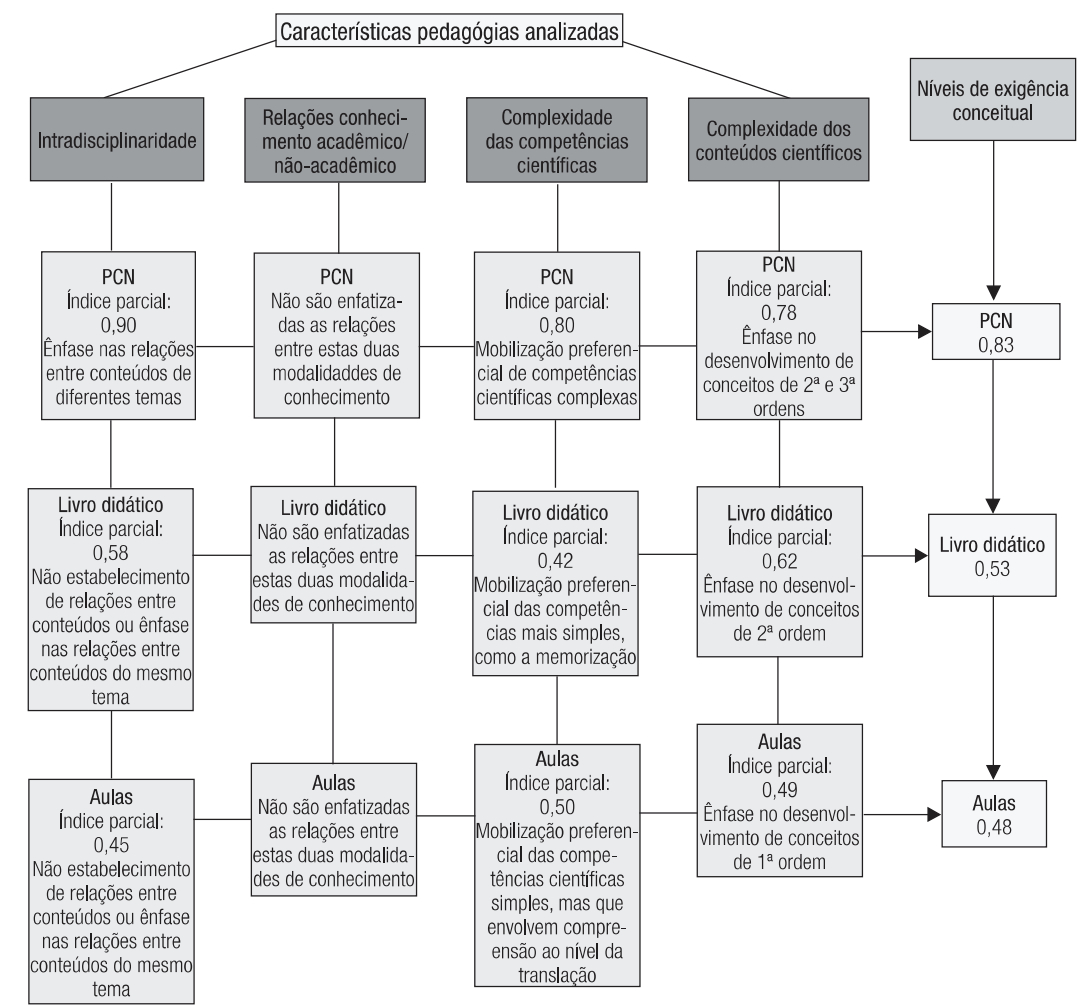 Características pedagógias analizadas
Intradisciplinaridade
Relações conheci-
mento acadêmico/
não-acadêmico
Complexidade
das competências
científicas
Complexidade dos
conteúdos científicos
Níveis de exigência
conceitual
PCN
Índice parcial:
0,90
Ênfase nas relações
entre conteúdos de
diferentes temas
PCN
Não são enfatiza-
das as relações
entre estas duas
modalidaddes de
conhecimento
PCN
Índice parcial:
0,80
Mobilização preferen-
cial de competências
científicas complexas
PCN
Índice parcial:
0,78
Ênfase no
desenvolvimento de
conceitos de 2ª e 3ª
ordens
PCN
0,83
Livro didático
Índice parcial:
0,58
Não estabelecimento
de relações entre
conteúdos ou ênfase
nas relações entre
conteúdos do mesmo
tema
Livro didático
Não são enfatizadas
as relações entre
estas duas modalida-
des de conhecimento
Livro didático
Índice parcial:
0,42
Mobilização preferen-
cial das competên-
cias mais simples,
como a memorização
Livro didático
Índice parcial:
0,62
Ênfase no desenvol-
vimento de conceitos
de 2ª ordem
Livro didático
0,53
Aulas
Índice parcial:
0,45
Não estabelecimento
de relações entre
conteúdos ou ênfase
nas relações entre
conteúdos do mesmo
tema
Aulas
Não são enfatizadas
as relações entre
estas duas modalida-
des de conhecimento
Aulas
Índice parcial:
0,50
Mobilização preferen-
cial das compe-
tências científicas
simples, mas que
envolvem compre-
ensão ao nível da
translação
Aulas
Índice parcial:
0,49
Ênfase no desenvol-
vimento de conceitos
de 1ª ordem
Aulas
0,48